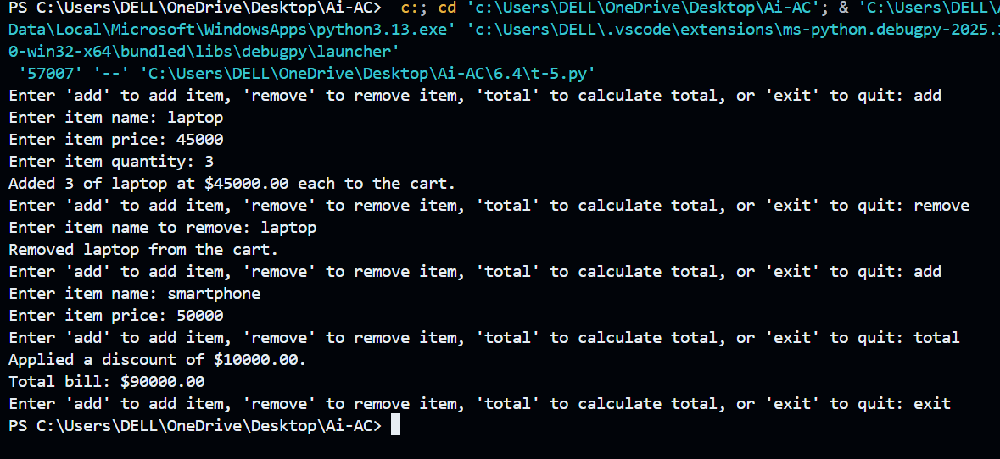 PS C:\Users\DELL\OneDrive\Desktop\Ai-AC>  c:; cd 'c:\Users\DELL\OneDrive\Desktop\Ai-AC'; & 'C:\Users\DELL\
Data\Local\Microsoft\WindowsApps\python3.13.exe' 'c:\Users\DELL\.vscode\extensions\ms-python.debugpy-2025.
0-win32-x64\bundled\libs\debugpy\launcher'
 '57007' '--' 'C:\Users\DELL\OneDrive\Desktop\Ai-AC\6.4\t-5.py'
Enter 'add' to add item, 'remove' to remove item, 'total' to calculate total, or 'exit' to quit: add
Enter item name: laptop
Enter item price: 45000
Enter item quantity: 3
Added 3 of laptop at $45000.00 each to the cart.
Enter 'add' to add item, 'remove' to remove item, 'total' to calculate total, or 'exit' to quit: remove
Enter item name to remove: laptop
Removed laptop from the cart.
Enter 'add' to add item, 'remove' to remove item, 'total' to calculate total, or 'exit' to quit: add
Enter item name: smartphone
Enter item price: 50000
Enter 'add' to add item, 'remove' to remove item, 'total' to calculate total, or 'exit' to quit: total
Applied a discount of $10000.00.
Total bill: $90000.00
Enter 'add' to add item, 'remove' to remove item, 'total' to calculate total, or 'exit' to quit: exit
PS C:\Users\DELL\OneDrive\Desktop\Ai-AC>